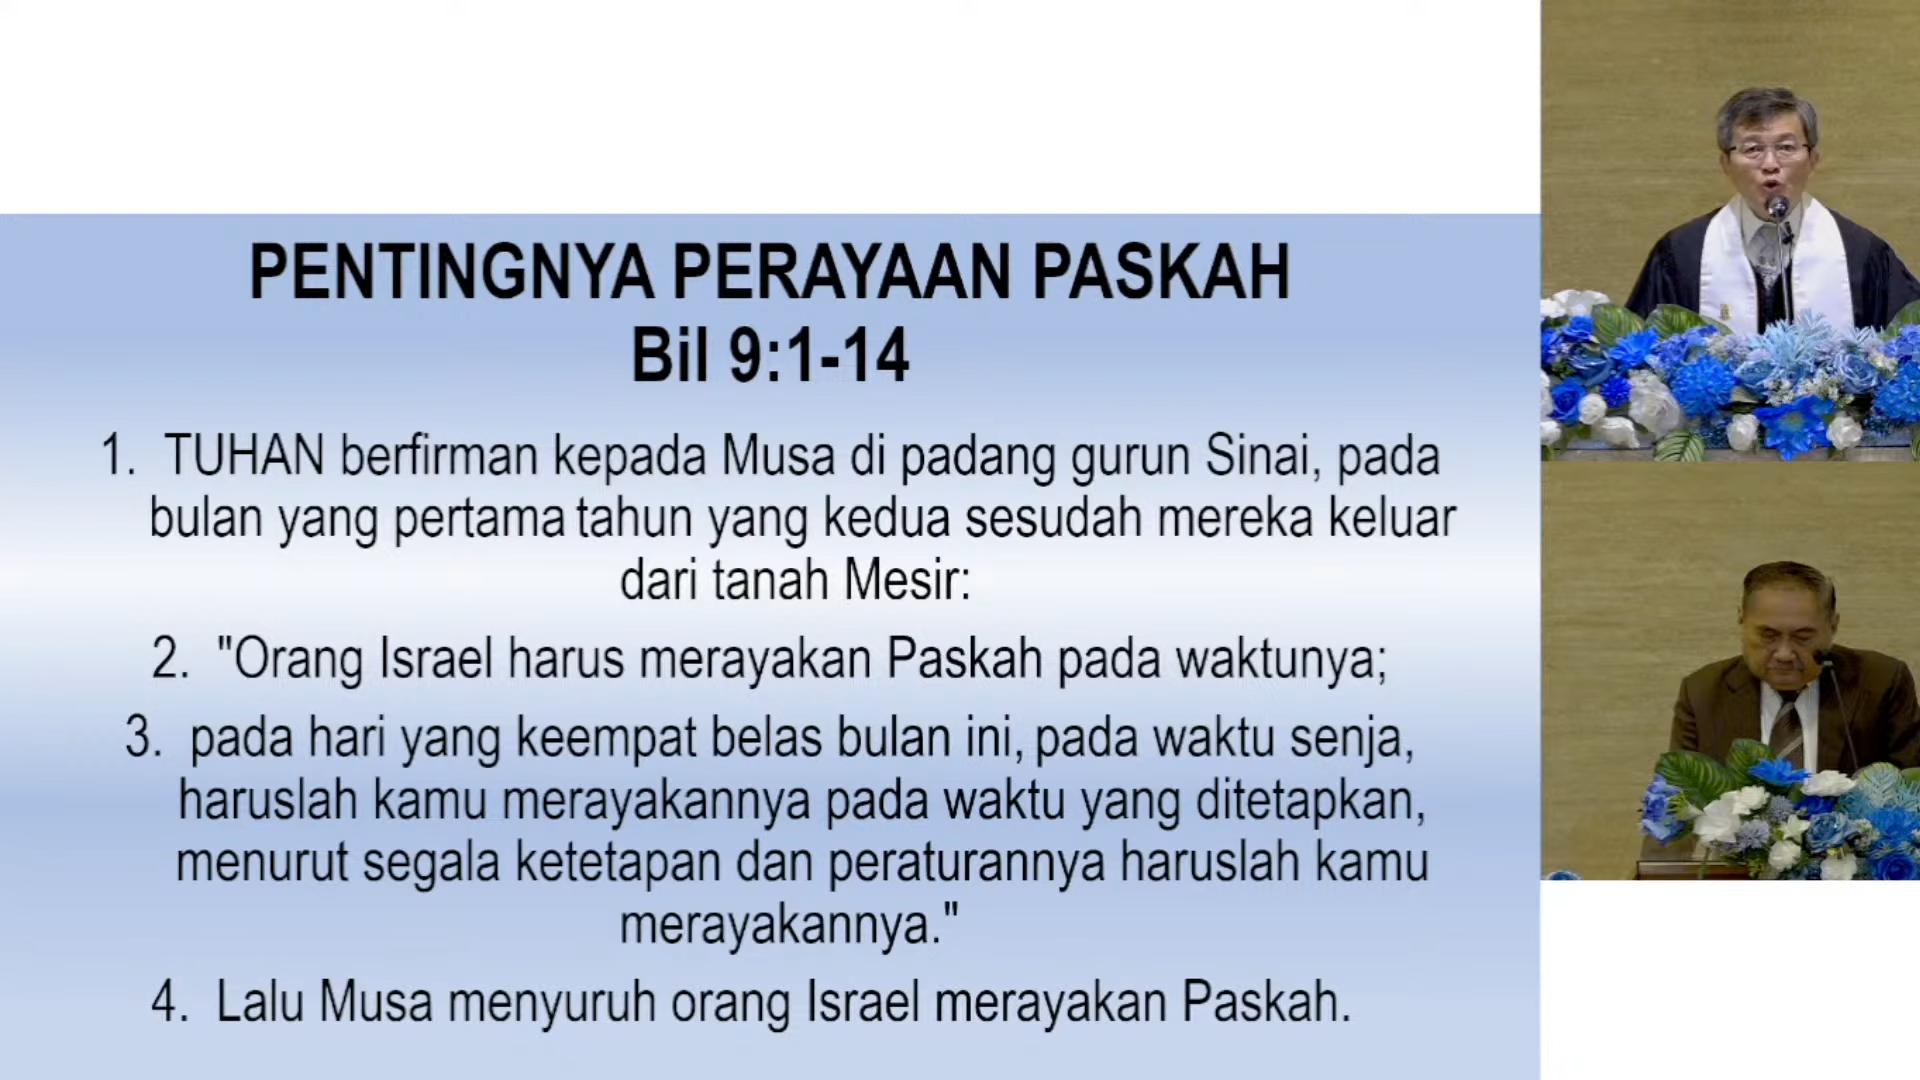 PENTINGNYA PERAYAAN PASKAH
Bil 9:1-14
1. TUHAN berfirman kepada Musa di padang gurun Sinai, pada
bulan yang pertama tahun yang kedua sesudah mereka keluar
dari tanah Mesir:
2. "Orang Israel harus merayakan Paskah pada waktunya;
3. pada hari yang keempat belas bulan ini, pada waktu senja,
haruslah kamu merayakannya pada waktu yang ditetapkan,
menurut segala ketetapan dan peraturannya haruslah kamu
merayakannya."
4. Lalu Musa menyuruh orang Israel merayakan Paskah.